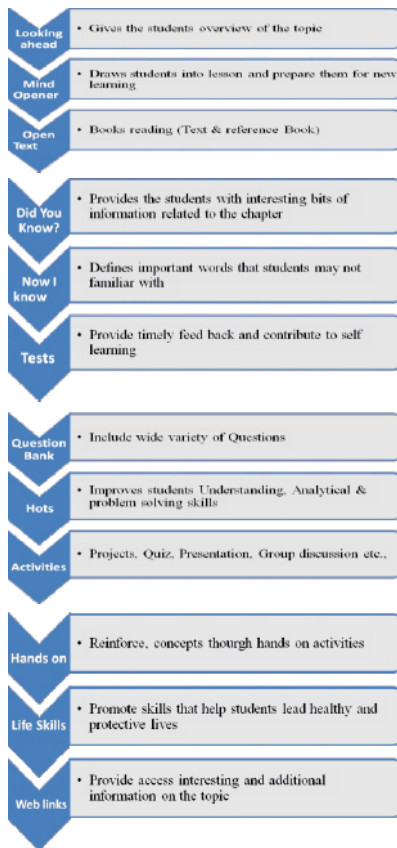 Looking
ahead
• Gives the students overview of the topic
Mind
Opener
• Draws students into lesson and prepare them for new
learning
Open
Text
• Books reading (Text & reference Book)
Did You
Know?
• Provides the students with interesting bits of
information related to the chapter
Now I
know
• Defines important words that students may not
familiar with
Tests
• Provide timely feed back and contribute to self
learning
Question
Bank
• Include wide variety of Questions
Hots
• Improves students Understanding, Analytical &
problem solving skills
Activities
• Projects, Quiz, Presentation, Group discussion etc.,
Hands on
• Reinforce, concepts thourgh hands on activities
Life Skills
• Promote skills that help students lead healthy and
protective lives
Web links
• Provide access interesting and additional
information on the topic